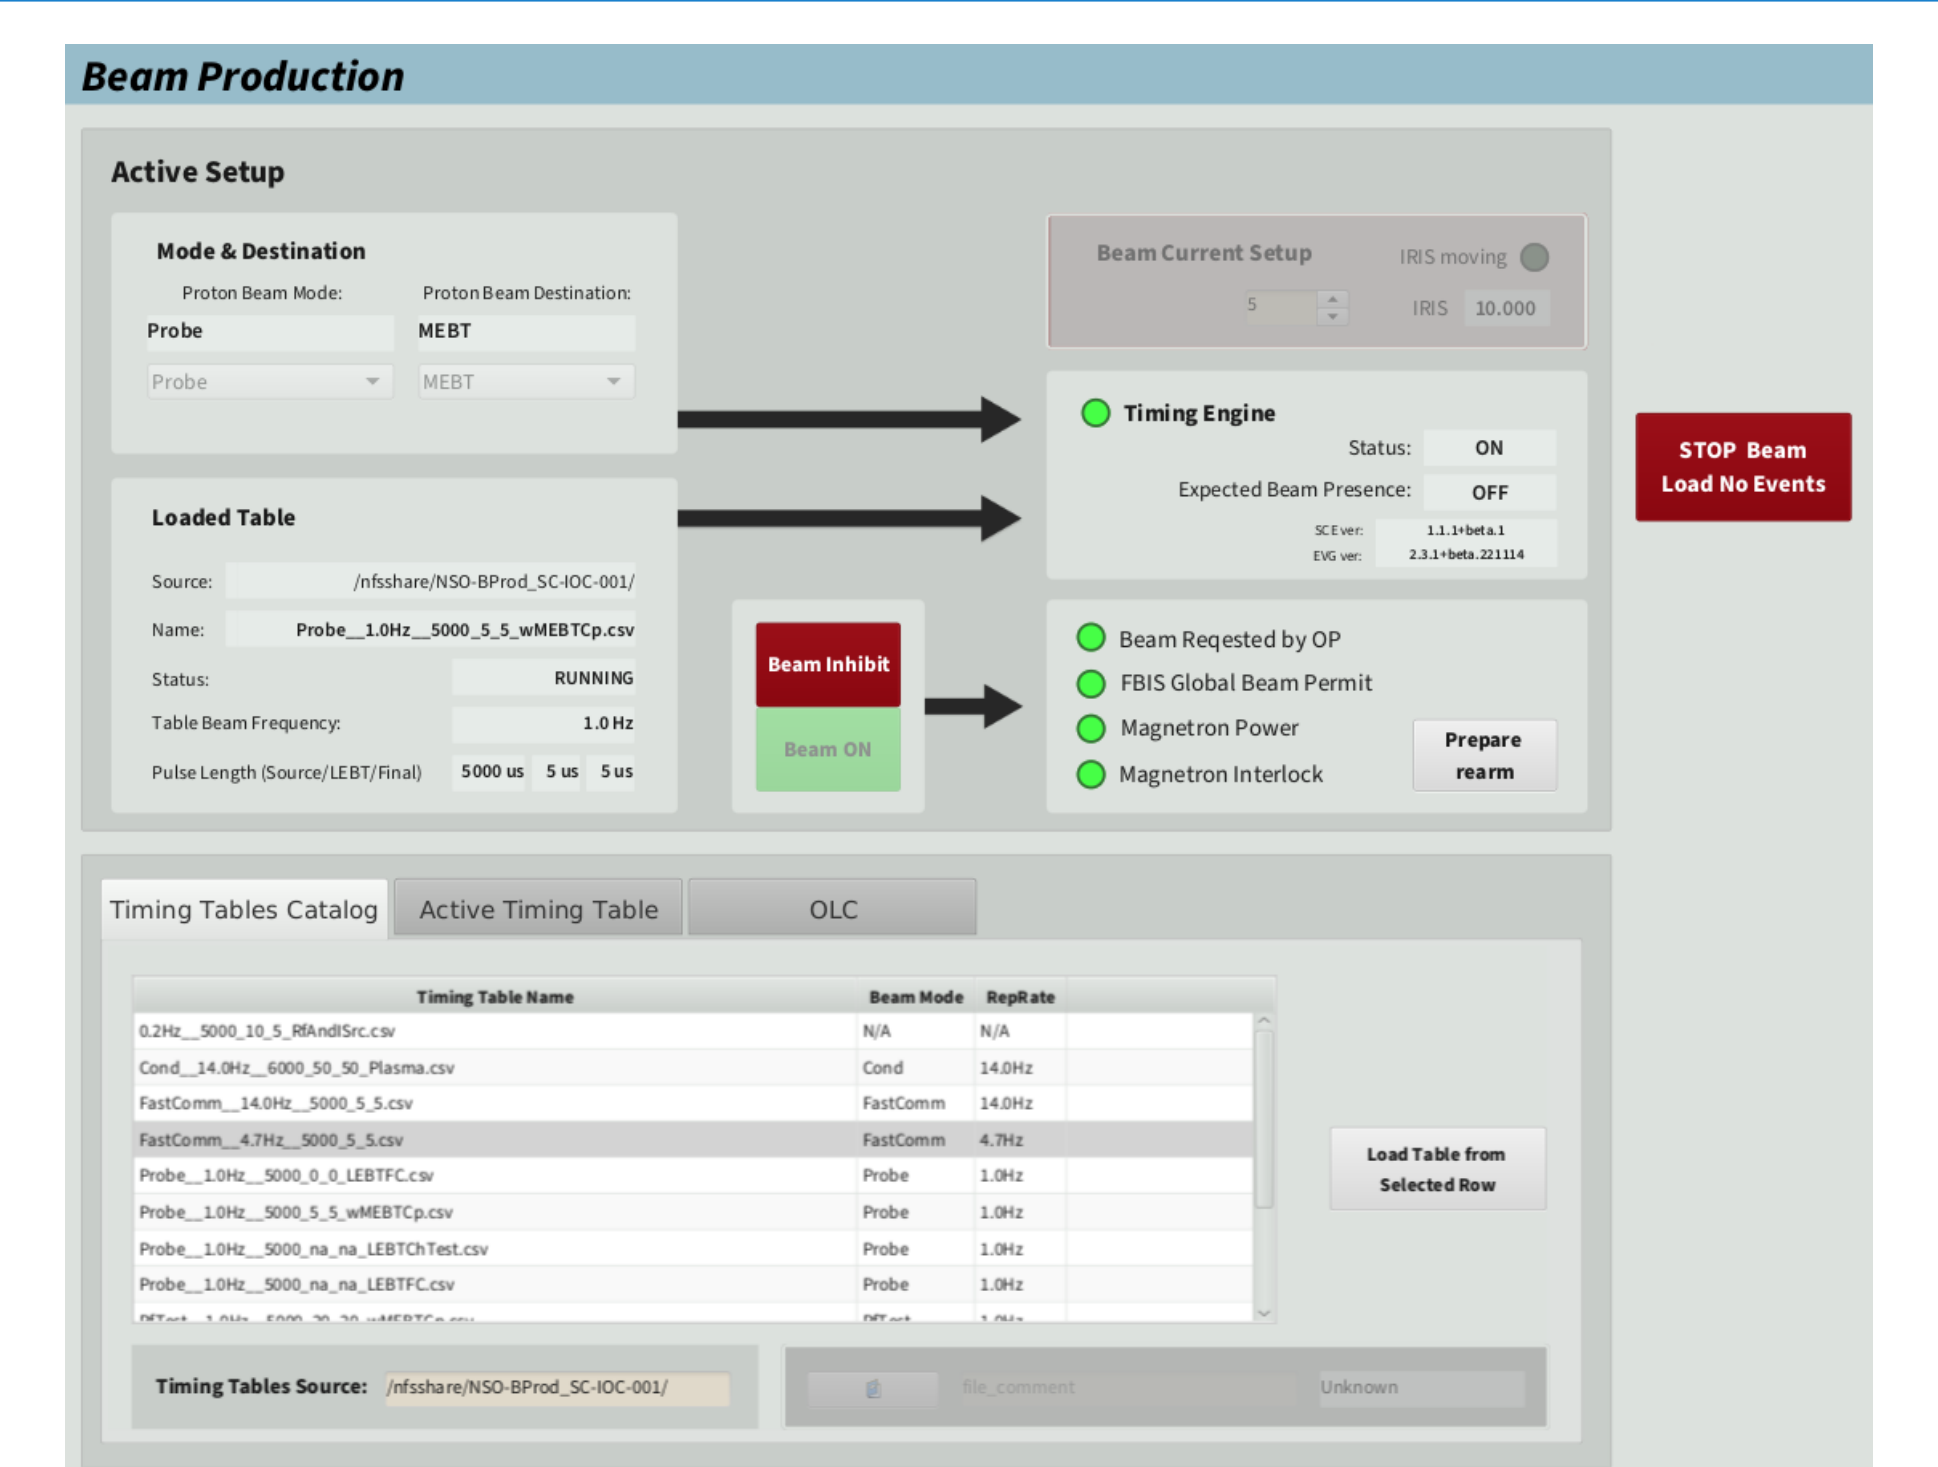 Beam Production
Active Setup
Mode & Destination
Proton Beam Mode: Proton Beam Destination:
Probe MEBT
Probe MEBT
Beam Current Setup IRIS moving
5 IRIS 10.000
Timing Engine
Status: ON
Expected Beam Presence: OFF
SCE ver: 1.1.1+beta.1
EVG ver: 2.3.1+beta.221114
STOP Beam
Load No Events
Loaded Table
Source: /nfsshare/NSO-BProd_SC-IOC-001/
Name: Probe__1.0Hz__5000_5_5_wMEBTCp.csv
Status: RUNNING
Table Beam Frequency: 1.0 Hz
Pulse Length (Source/LEBT/Final) 5000 us 5 us 5 us
Beam Inhibit
Beam ON
Beam Reqested by OP
FBIS Global Beam Permit
Magnetron Power
Magnetron Interlock
Prepare
rearm
Timing Tables Catalog Active Timing Table OLC
Timing Table Name Beam Mode RepRate
0.2Hz__5000_10_5_RfAndISrc.csv N/A N/A
Cond__14.0Hz__6000_50_50_Plasma.csv Cond 14.0Hz
FastComm__14.0Hz__5000_5_5.csv FastComm 14.0Hz
FastComm__4.7Hz__5000_5_5.csv FastComm 4.7Hz
Probe__1.0Hz__5000_0_0_LEBTFC.csv Probe 1.0Hz
Probe__1.0Hz__5000_5_5_wMEBTCp.csv Probe 1.0Hz
Probe__1.0Hz__5000_na_na_LEBTChTest.csv Probe 1.0Hz
Probe__1.0Hz__5000_na_na_LEBTFC.csv Probe 1.0Hz
RfTest__1.0Hz__5000_20_20_wMEBTCp.csv RfTest 1.0Hz
Load Table from
Selected Row
Timing Tables Source: /nfsshare/NSO-BProd_SC-IOC-001/
file_comment Unknown